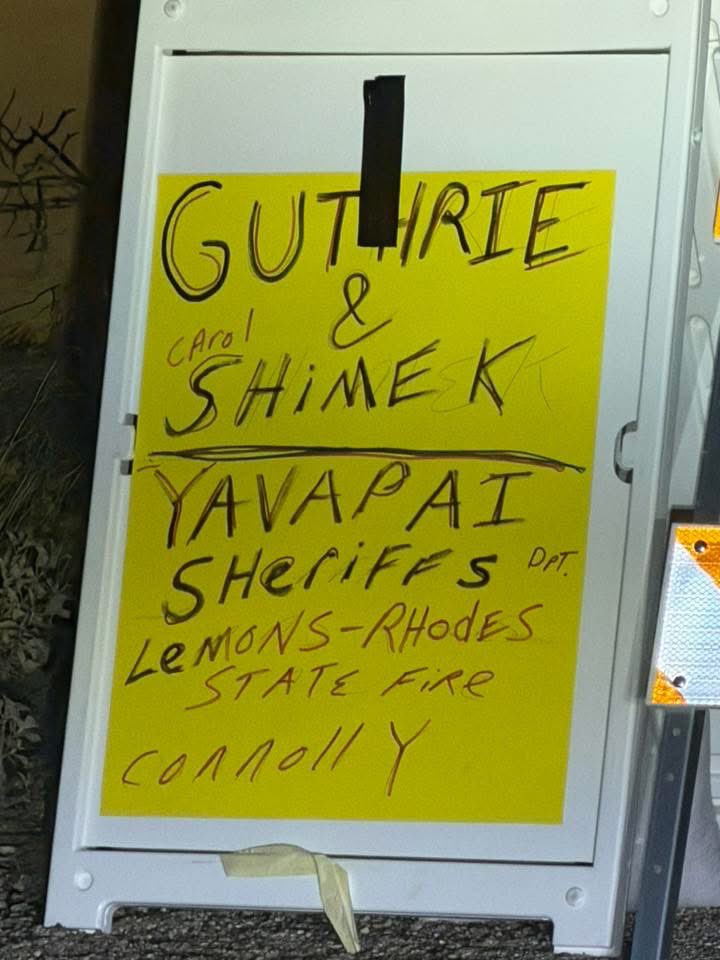 GUTHRIE
&
CArol
SHiMEK
YAVAPAI
SHeriFFS DPT.
LeMONS-RHodES
STATE FiRe
connollY